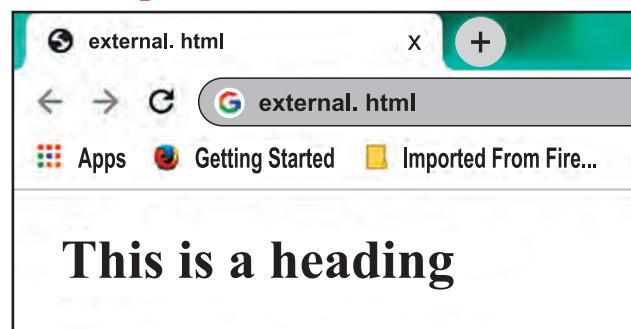 external. html x +
external. html
Apps Getting Started Imported From Fire...
This is a heading